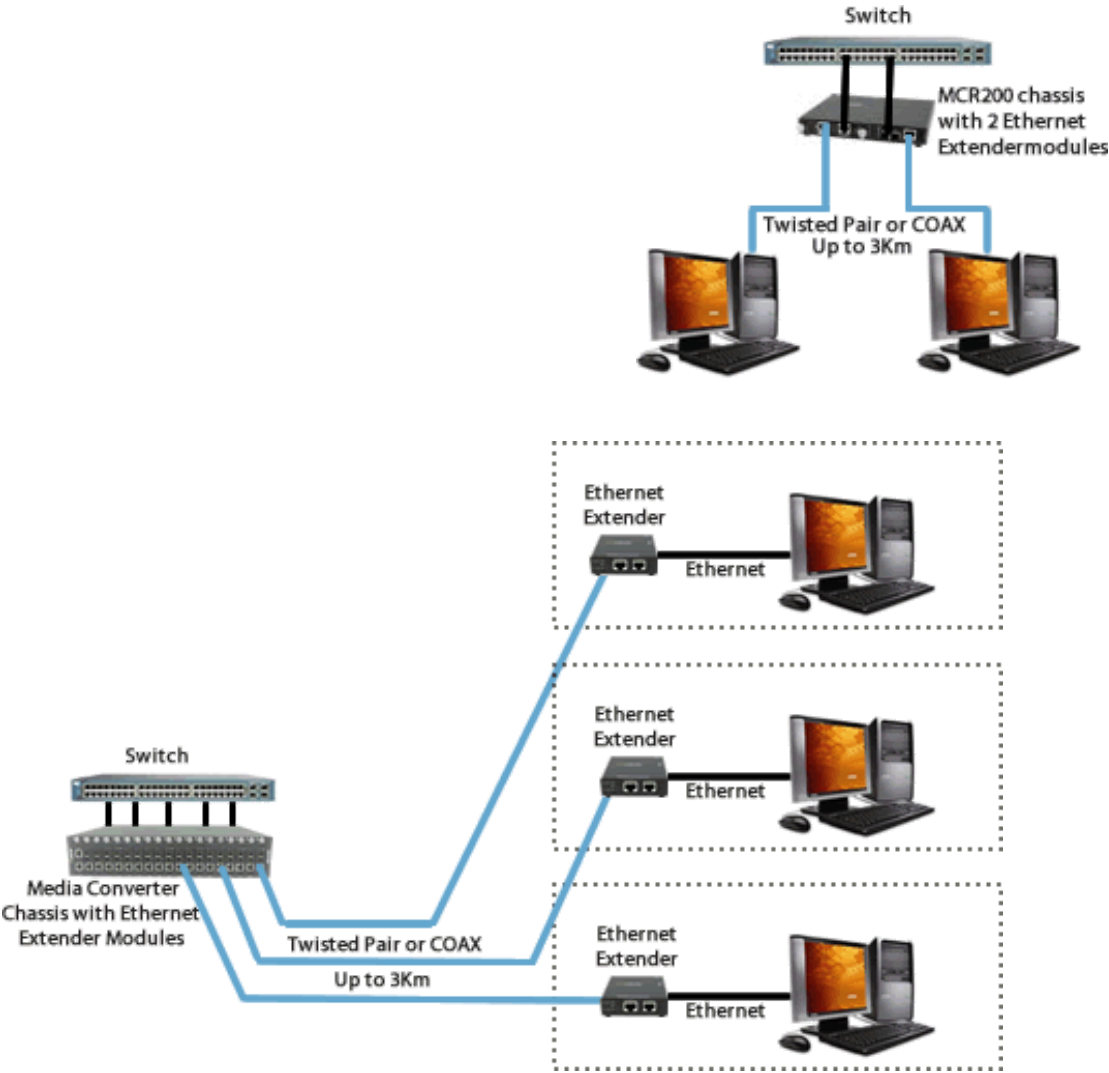 Switch
MCR200 chassis
with 2 Ethernet
Extendermodules
Twisted Pair or COAX
Up to 3Km
Ethernet
Extender
Ethernet
Ethernet
Extender
Ethernet
Switch
Media Converter
Chassis with Ethernet
Extender Modules
Twisted Pair or COAX
Up to 3Km
Ethernet
Extender
Ethernet